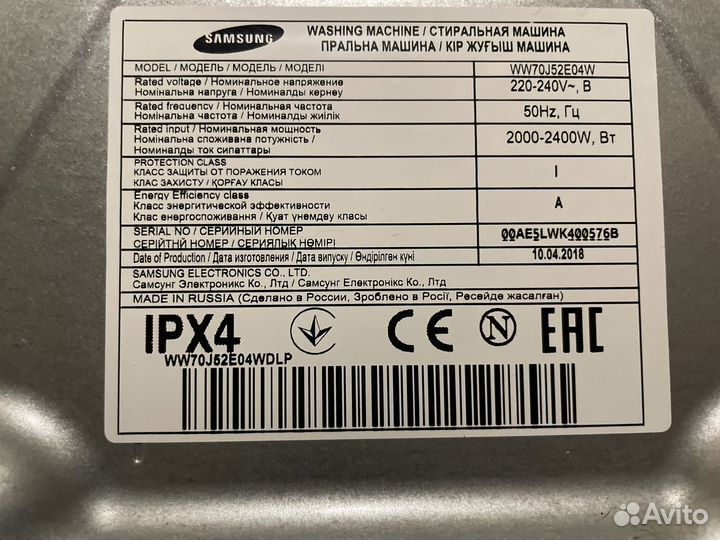 SAMSUNG
WASHING MACHINE / СТИРАЛЬНАЯ МАШИНА
ПРАЛЬНА МАШИНА / КІР ЖУҒЫШ МАШИНА
MODEL / МОДЕЛЬ / МОДЕЛЬ / МОДЕЛІ WW70J52E04W
Rated voltage / Номинальное напряжение
Номінальна напруга / Номиналды кернеу
220-240V~, В
Rated frequency / Номинальная частота
Номінальна частота / Номиналды жиілік
50Hz, Гц
Rated input / Номинальная мощность
Номінальна споживана потужність /
Номиналды ток сипаттары
2000-2400W, Вт
PROTECTION CLASS
КЛАСС ЗАЩИТЫ ОТ ПОРАЖЕНИЯ ТОКОМ
КЛАС ЗАХИСТУ / ҚОРҒАУ КЛАСЫ
I
Energy Efficiency class
Класс энергетической эффективности
Клас енергоспоживання / Қуат үнемдеу класы
A
SERIAL NO / СЕРИЙНЫЙ НОМЕР
СЕРІЙТНЙ НОМЕР / СЕРИЯЛЫҚ НӨМІРІ
00AE5LWK400576B
Date of Production / Дата изготовления / Дата випуску / Өндірілген күні 10.04.2018
SAMSUNG ELECTRONICS CO., LTD.
Самсунг Электроникс Ко., Лтд / Самсунг Електронікс Ко., Лтд
MADE IN RUSSIA (Сделано в России, Зроблено в Росії, Ресейде жасалған)
IPX4 CE N EAC
WW70J52E04WDLP
Avito